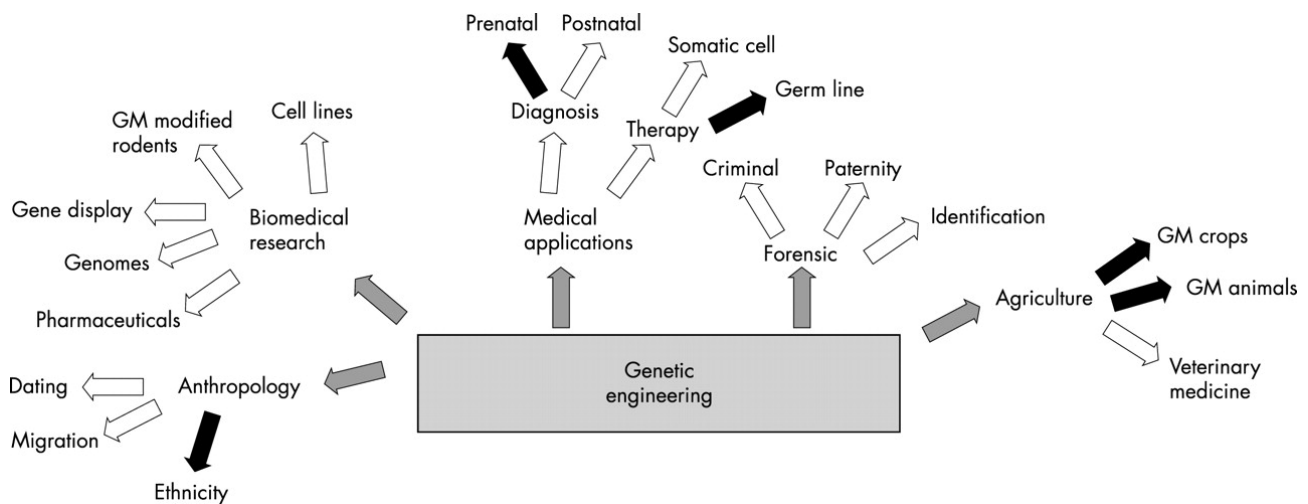 Prenatal
Postnatal
Somatic cell
Germ line
Diagnosis
Therapy
Cell lines
GM modified
rodents
Gene display
Biomedical
research
Genomes
Pharmaceuticals
Medical
applications
Criminal
Paternity
Identification
Forensic
GM crops
GM animals
Agriculture
Veterinary
medicine
Genetic
engineering
Dating
Anthropology
Migration
Ethnicity